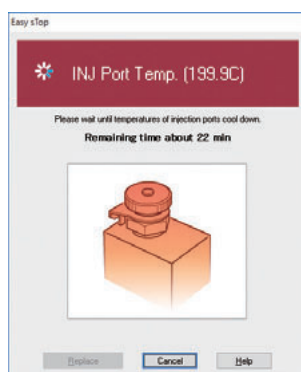 Easy sTop
INJ Port Temp. (199.9C)
Please wait until temperatures of injection ports cool down.
Remaining time about 22 min
Replace
Cancel
Help